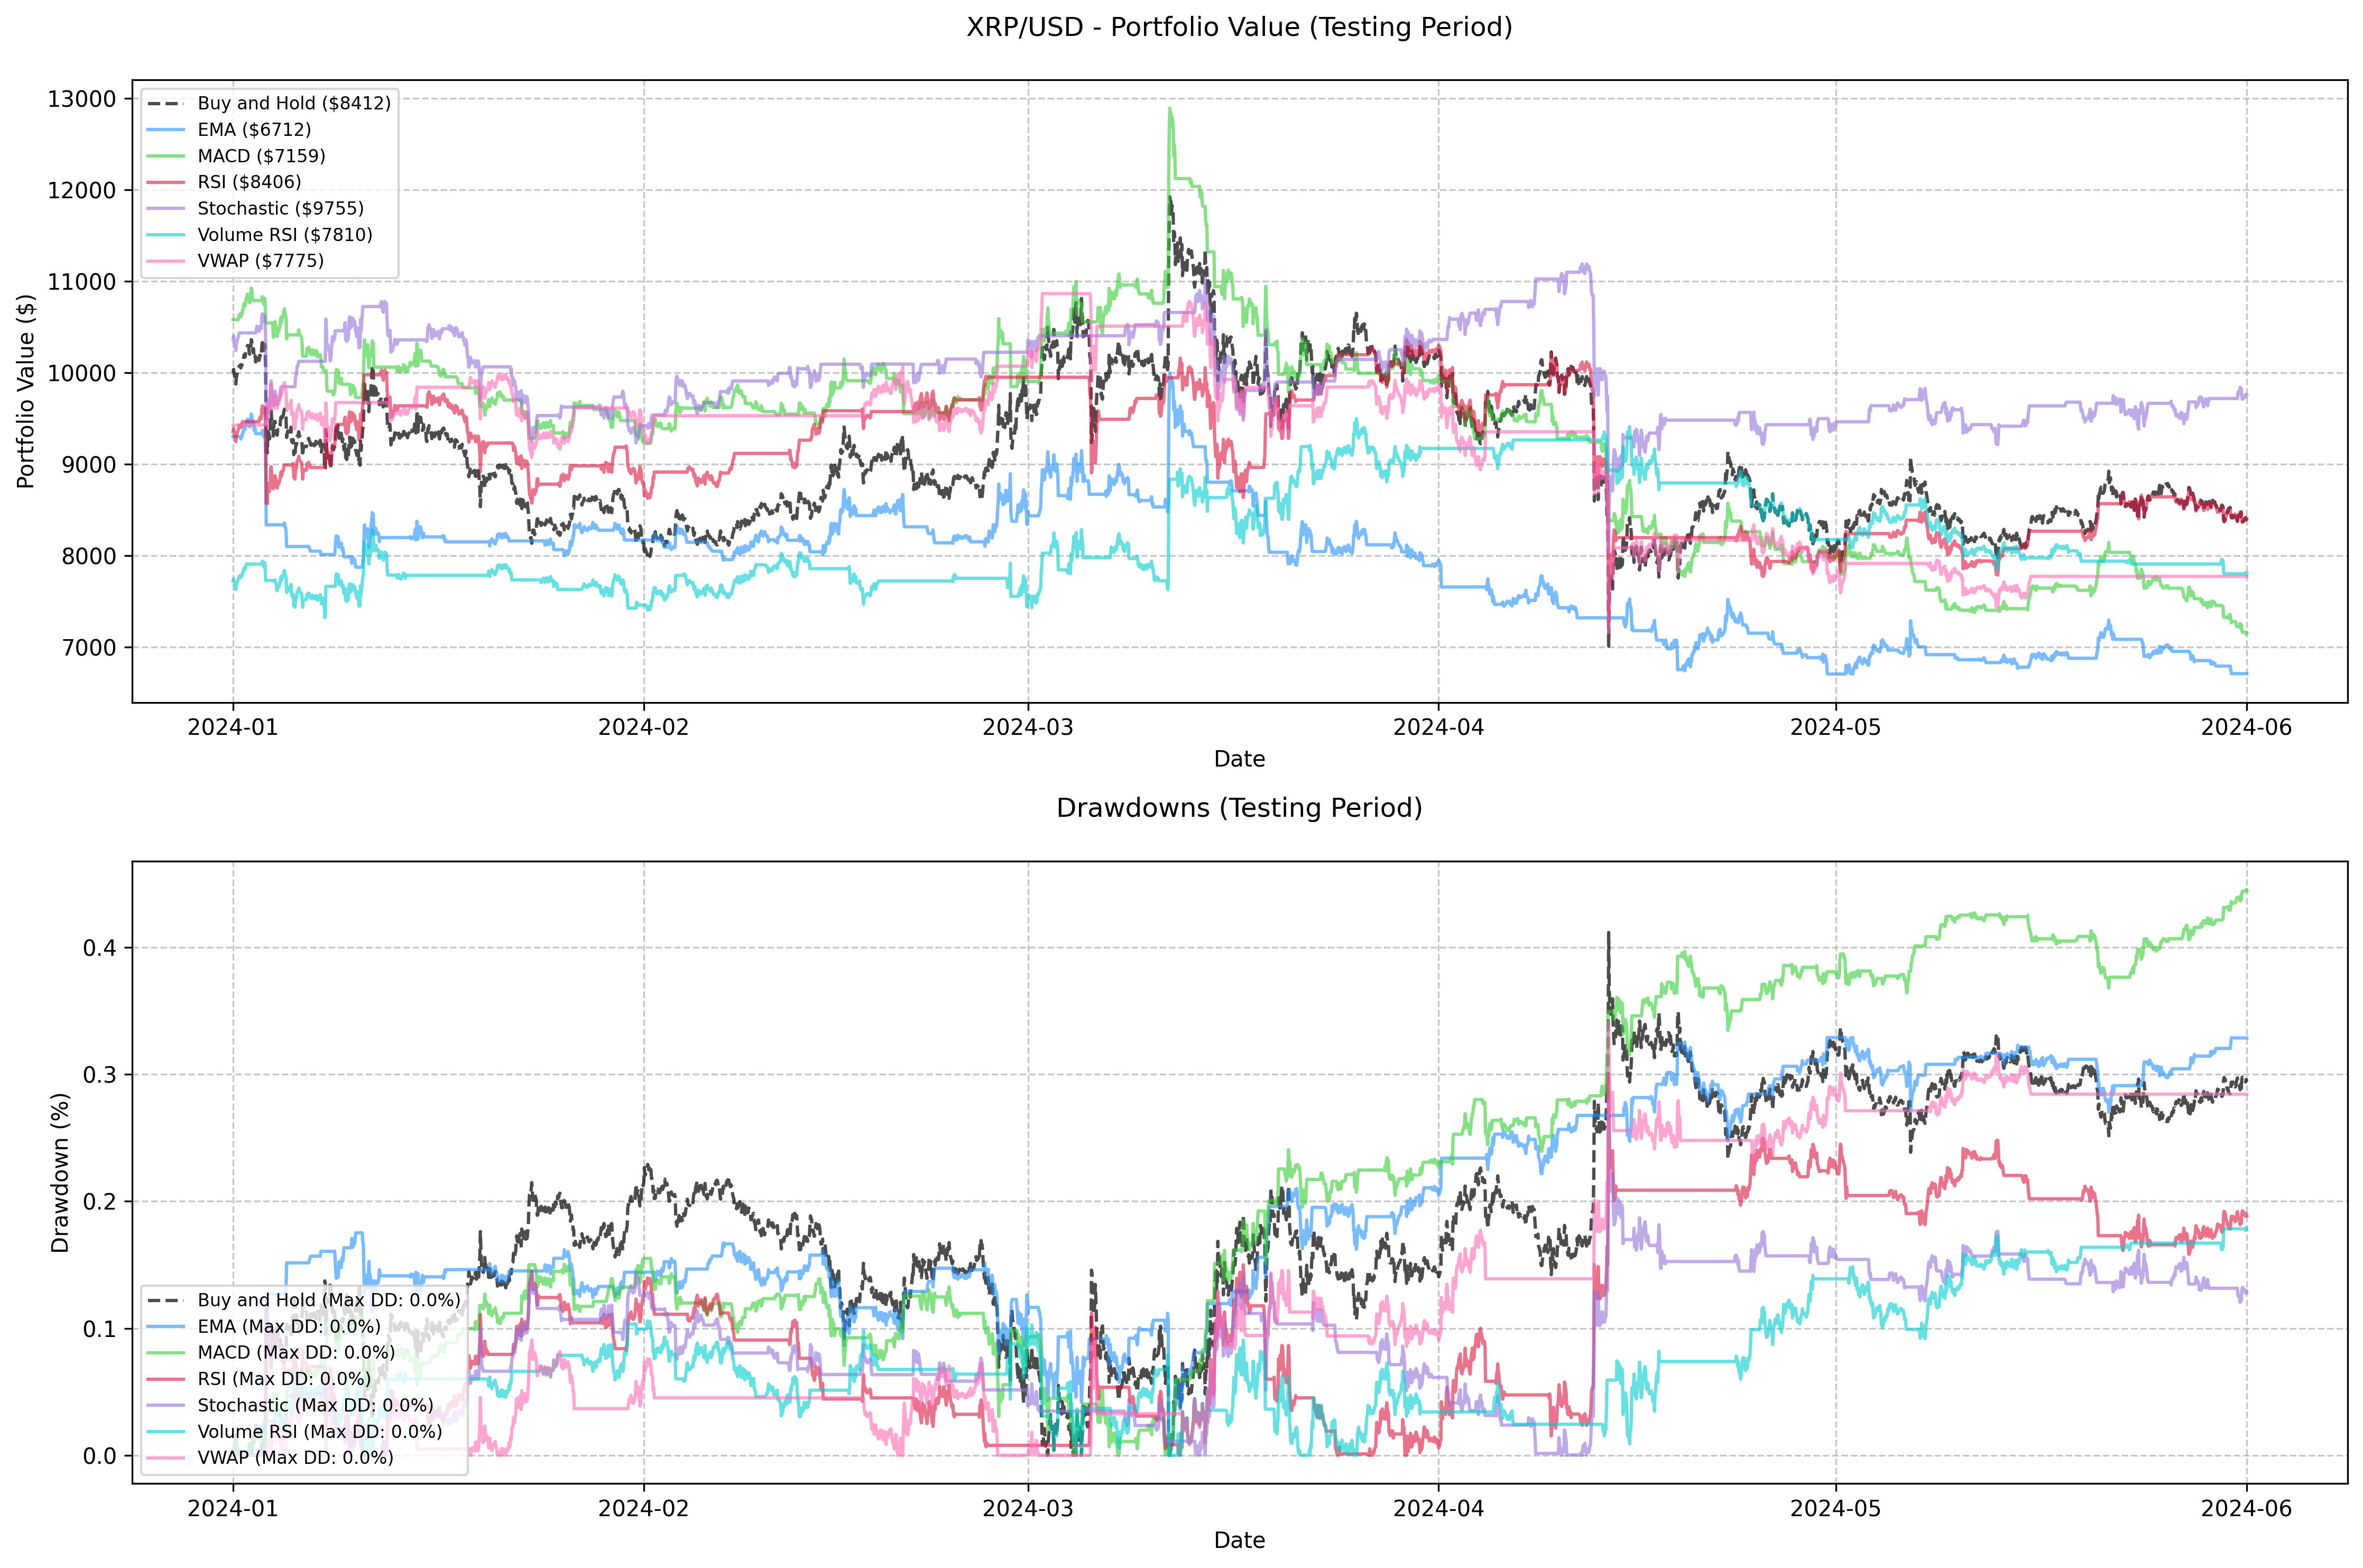 XRP/USD - Portfolio Value (Testing Period)
13000
12000
11000
10000
9000
8000
7000
Portfolio Value ($)
Buy and Hold ($8412)
EMA ($6712)
MACD ($7159)
RSI ($8406)
Stochastic ($9755)
Volume RSI ($7810)
VWAP ($7775)
2024-01 2024-02 2024-03 2024-04 2024-05 2024-06
Date
Drawdowns (Testing Period)
0.4
0.3
0.2
0.1
0.0
Drawdown (%)
Buy and Hold (Max DD: 0.0%)
EMA (Max DD: 0.0%)
MACD (Max DD: 0.0%)
RSI (Max DD: 0.0%)
Stochastic (Max DD: 0.0%)
Volume RSI (Max DD: 0.0%)
VWAP (Max DD: 0.0%)
2024-01 2024-02 2024-03 2024-04 2024-05 2024-06
Date